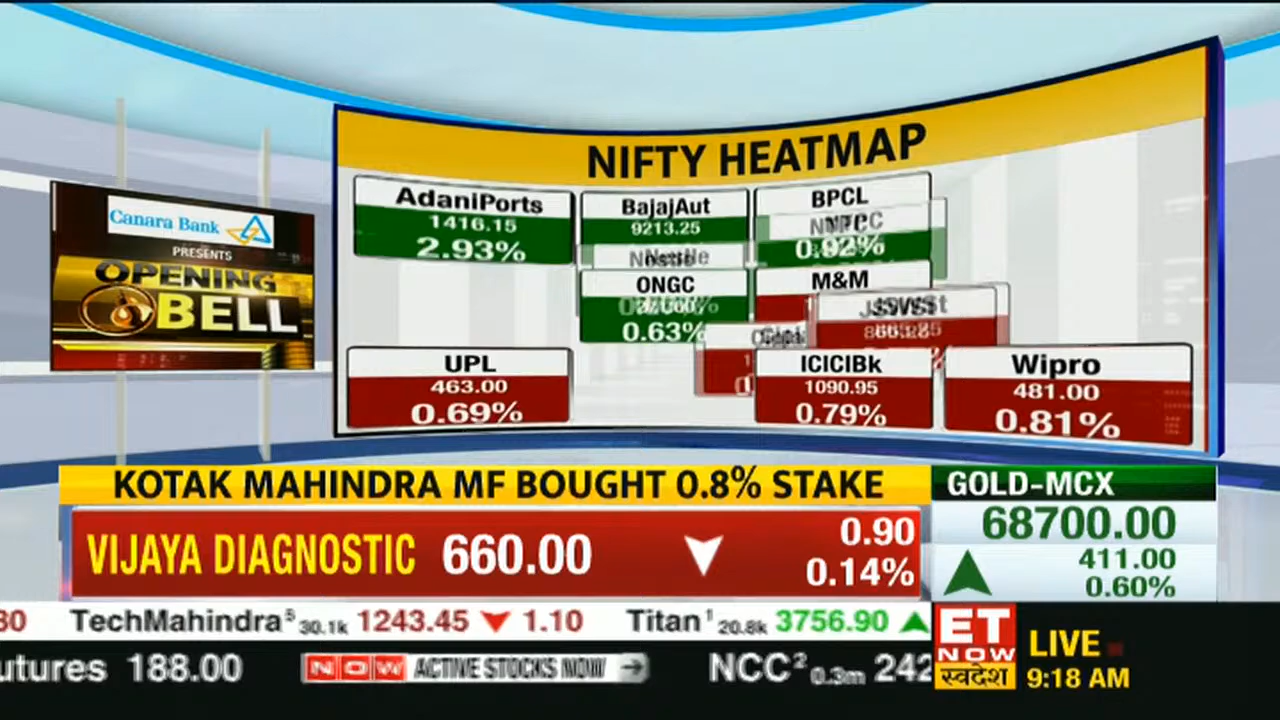 NIFTY HEATMAP
AdaniPorts
1416.15
2.93%
BajajAut
9213.25
BPCL
0.92%
ONGC
0.63%
M&M
UPL
463.00
0.69%
ICICIBk
1090.95
0.79%
Wipro
481.00
0.81%
Canara Bank
PRESENTS
OPENING
BELL
KOTAK MAHINDRA MF BOUGHT 0.8% STAKE
VIJAYA DIAGNOSTIC 660.00
0.90
0.14%
GOLD-MCX
68700.00
411.00
0.60%
30 TechMahindra 5 30.1k 1243.45 1.10 Titan 1 20.8k 3756.90
utures 188.00 NOW ACTIVE STOCKS NOW NCC 2 0.3m 242
ET
NOW
स्वदेश
LIVE
9:18 AM